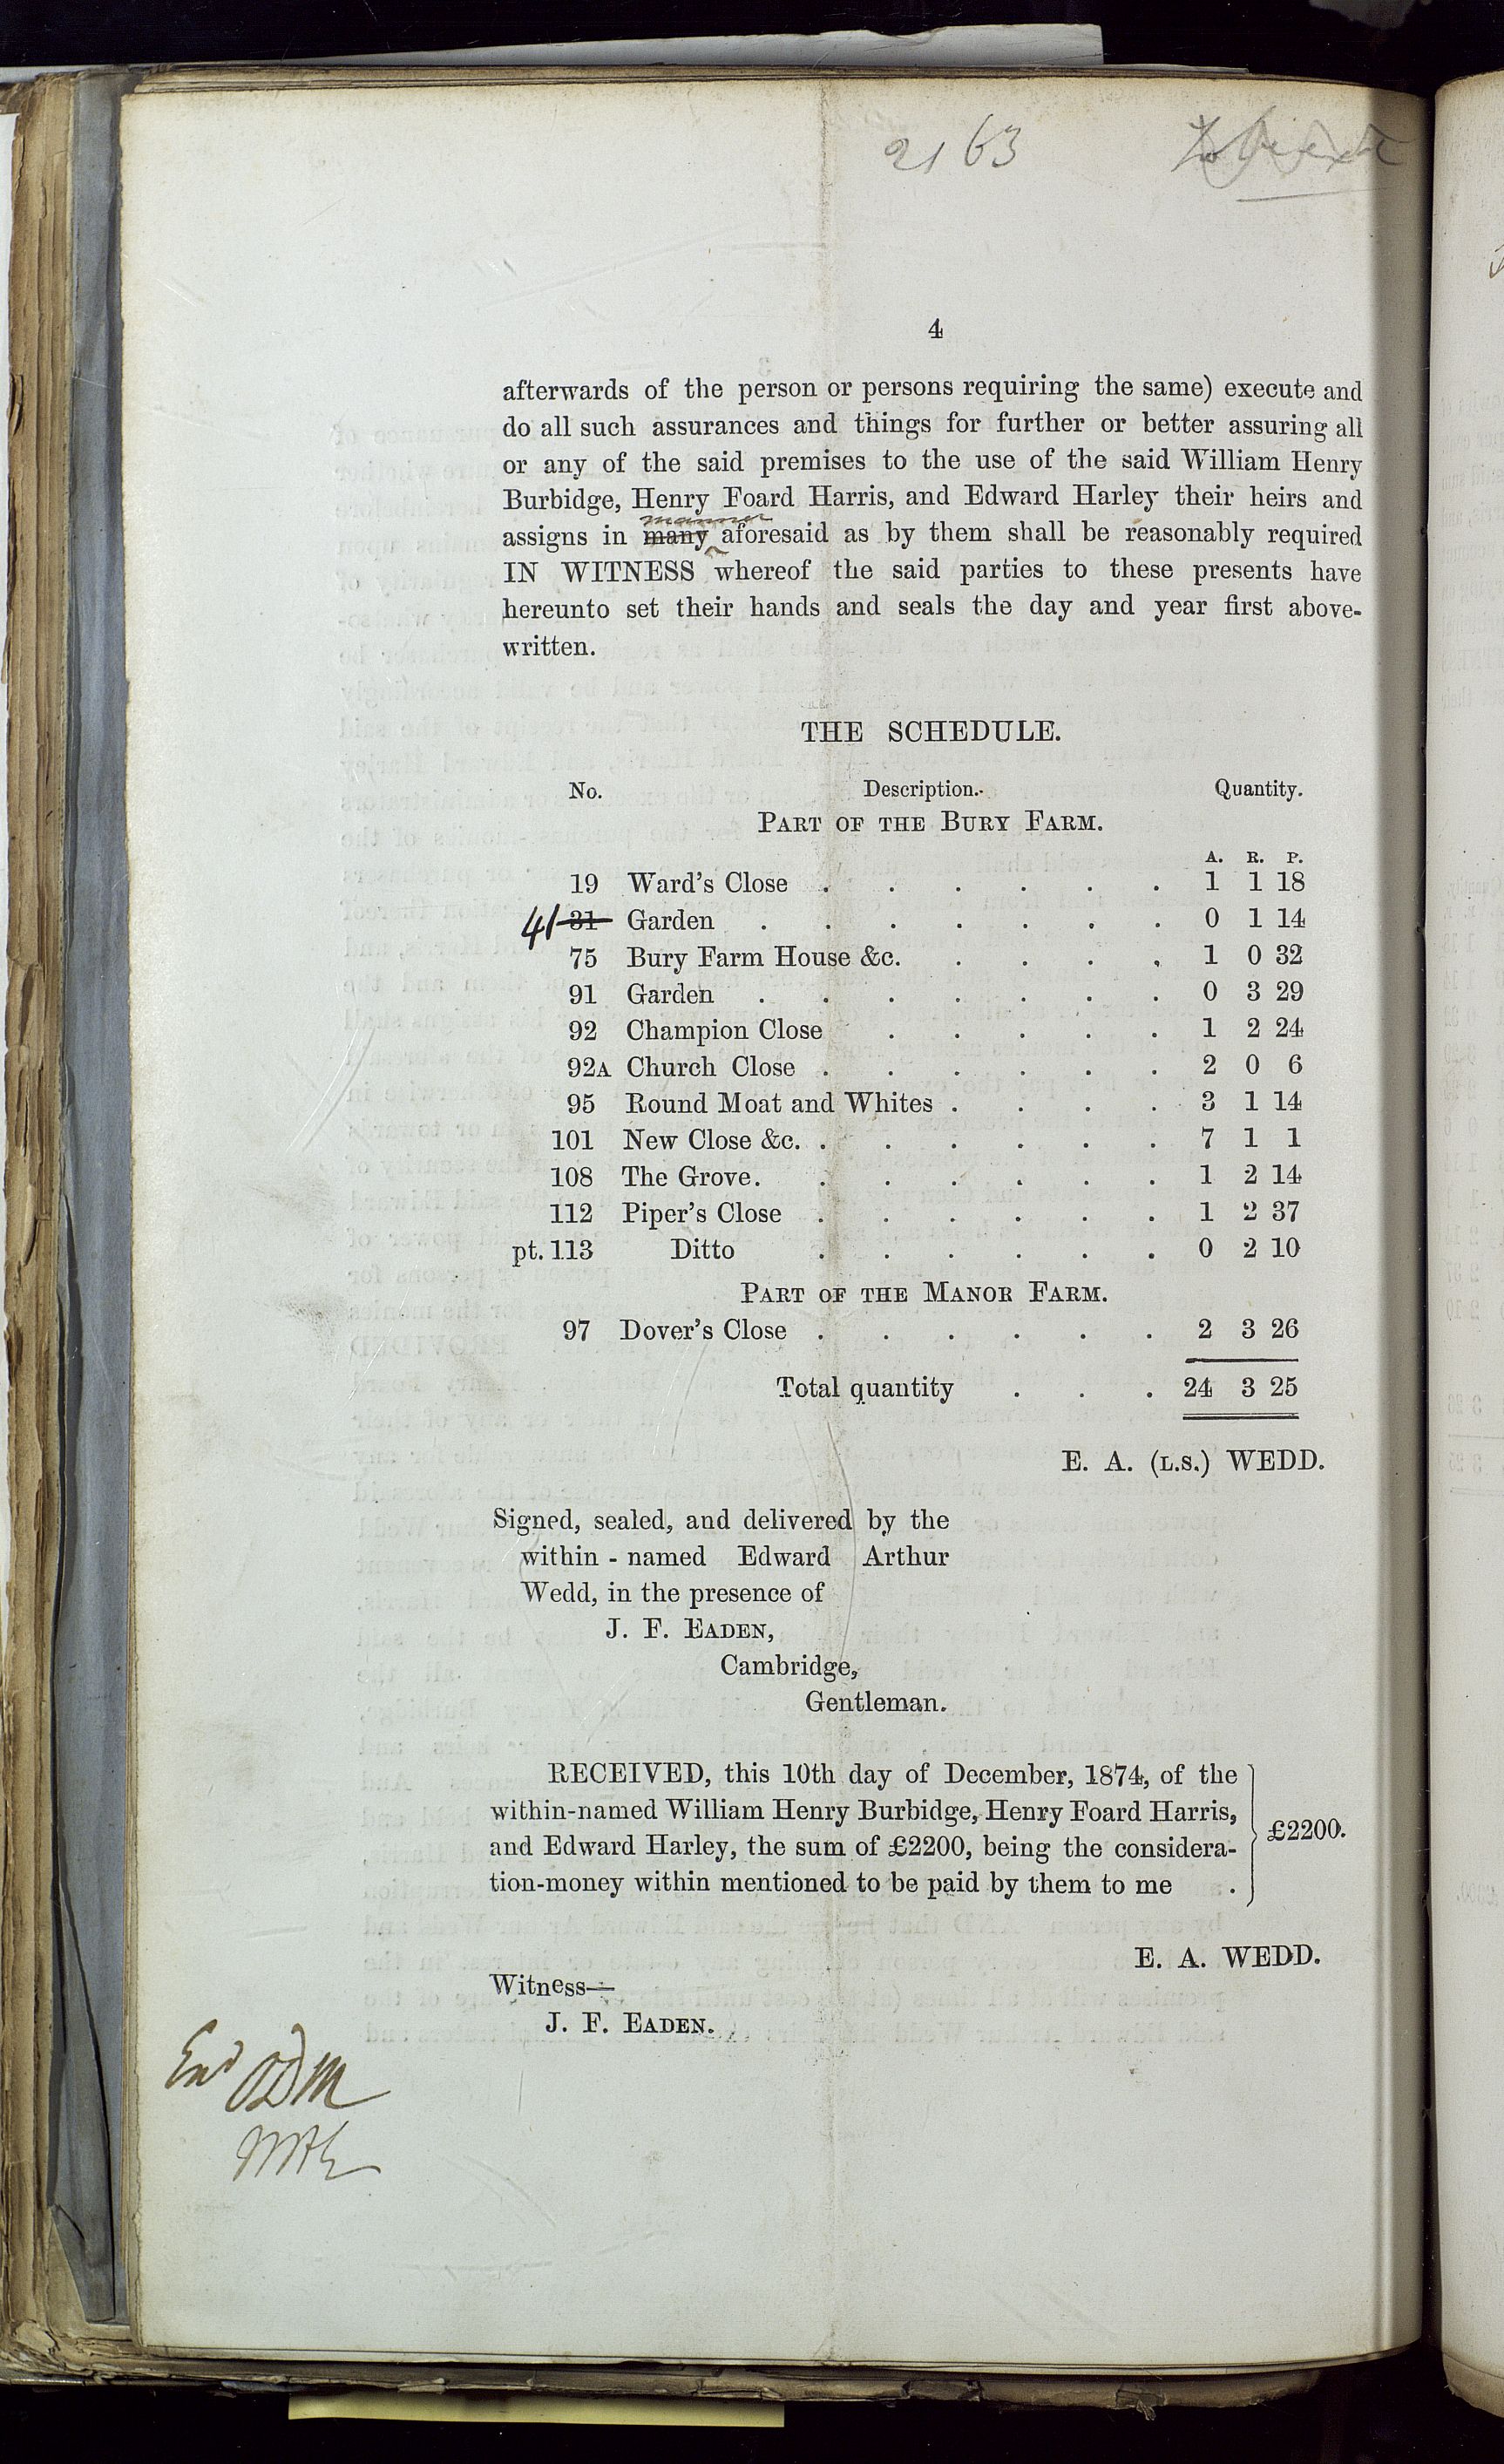 2163
4
afterwards of the person or persons requiring the same) execute and
do all such assurances and things for further or better assuring all
or any of the said premises to the use of the said William Henry
Burbidge, Henry Foard Harris, and Edward Harley their heirs and
manner
assigns in many aforesaid as by them shall be reasonably required
IN WITNESS whereof the said parties to these presents have
hereunto set their hands and seals the day and year first above-
written.
THE SCHEDULE.
No. Description. Quantity.
PART OF THE BURY FARM.
A. R. P.
19 Ward's Close . . . . . . 1 1 18
41 31 Garden . . . . . . . 0 1 14
75 Bury Farm House &c. . . . . 1 0 32
91 Garden . . . . . . . 0 3 29
92 Champion Close . . . . . 1 2 24
92A Church Close . . . . . . 2 0 6
95 Round Moat and Whites . . . . 3 1 14
101 New Close &c. . . . . . . 7 1 1
108 The Grove. . . . . . . 1 2 14
112 Piper's Close . . . . . . 1 2 37
pt. 113 Ditto . . . . . . 0 2 10
PART OF THE MANOR FARM.
97 Dover's Close . . . . . . 2 3 26
Total quantity . . . 24 3 25
E. A. (L.S.) WEDD.
Signed, sealed, and delivered by the
within-named Edward Arthur
Wedd, in the presence of
J. F. EADEN,
Cambridge,
Gentleman.
RECEIVED, this 10th day of December, 1874, of the
within-named William Henry Burbidge, Henry Foard Harris,
and Edward Harley, the sum of £2200, being the considera-
tion-money within mentioned to be paid by them to me .
£2200.
E. A. WEDD.
Witness—
J. F. EADEN.